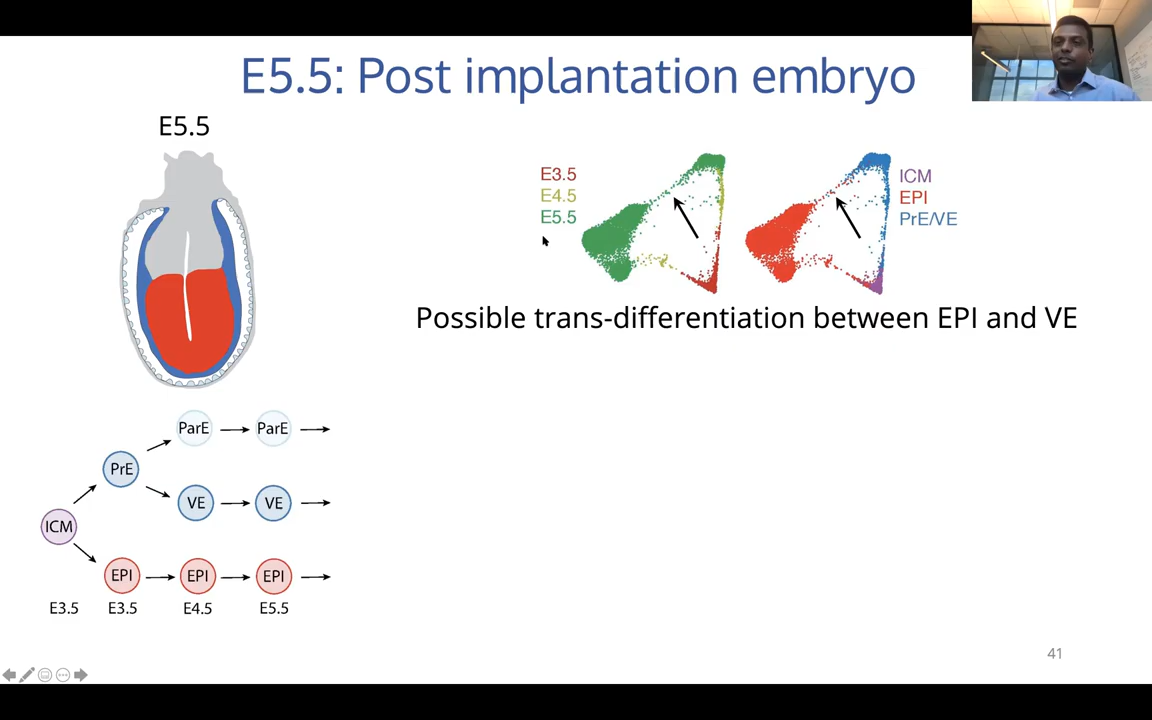 E5.5: Post implantation embryo
E5.5
E3.5
E4.5
E5.5
ICM
EPI
PrE/VE
Possible trans-differentiation between EPI and VE
ParE
ParE
PrE
VE
VE
ICM
EPI
EPI
EPI
E3.5
E3.5
E4.5
E5.5
41